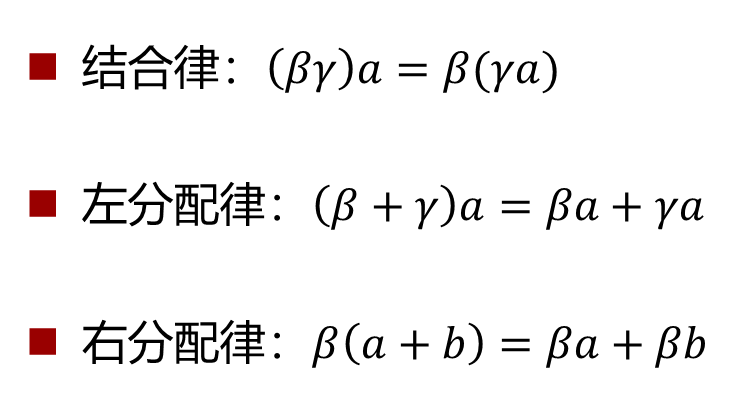 结合律：(βγ)a = β(γa)
左分配律：(β + γ)a = βa + γa
右分配律：β(a + b) = βa + βb